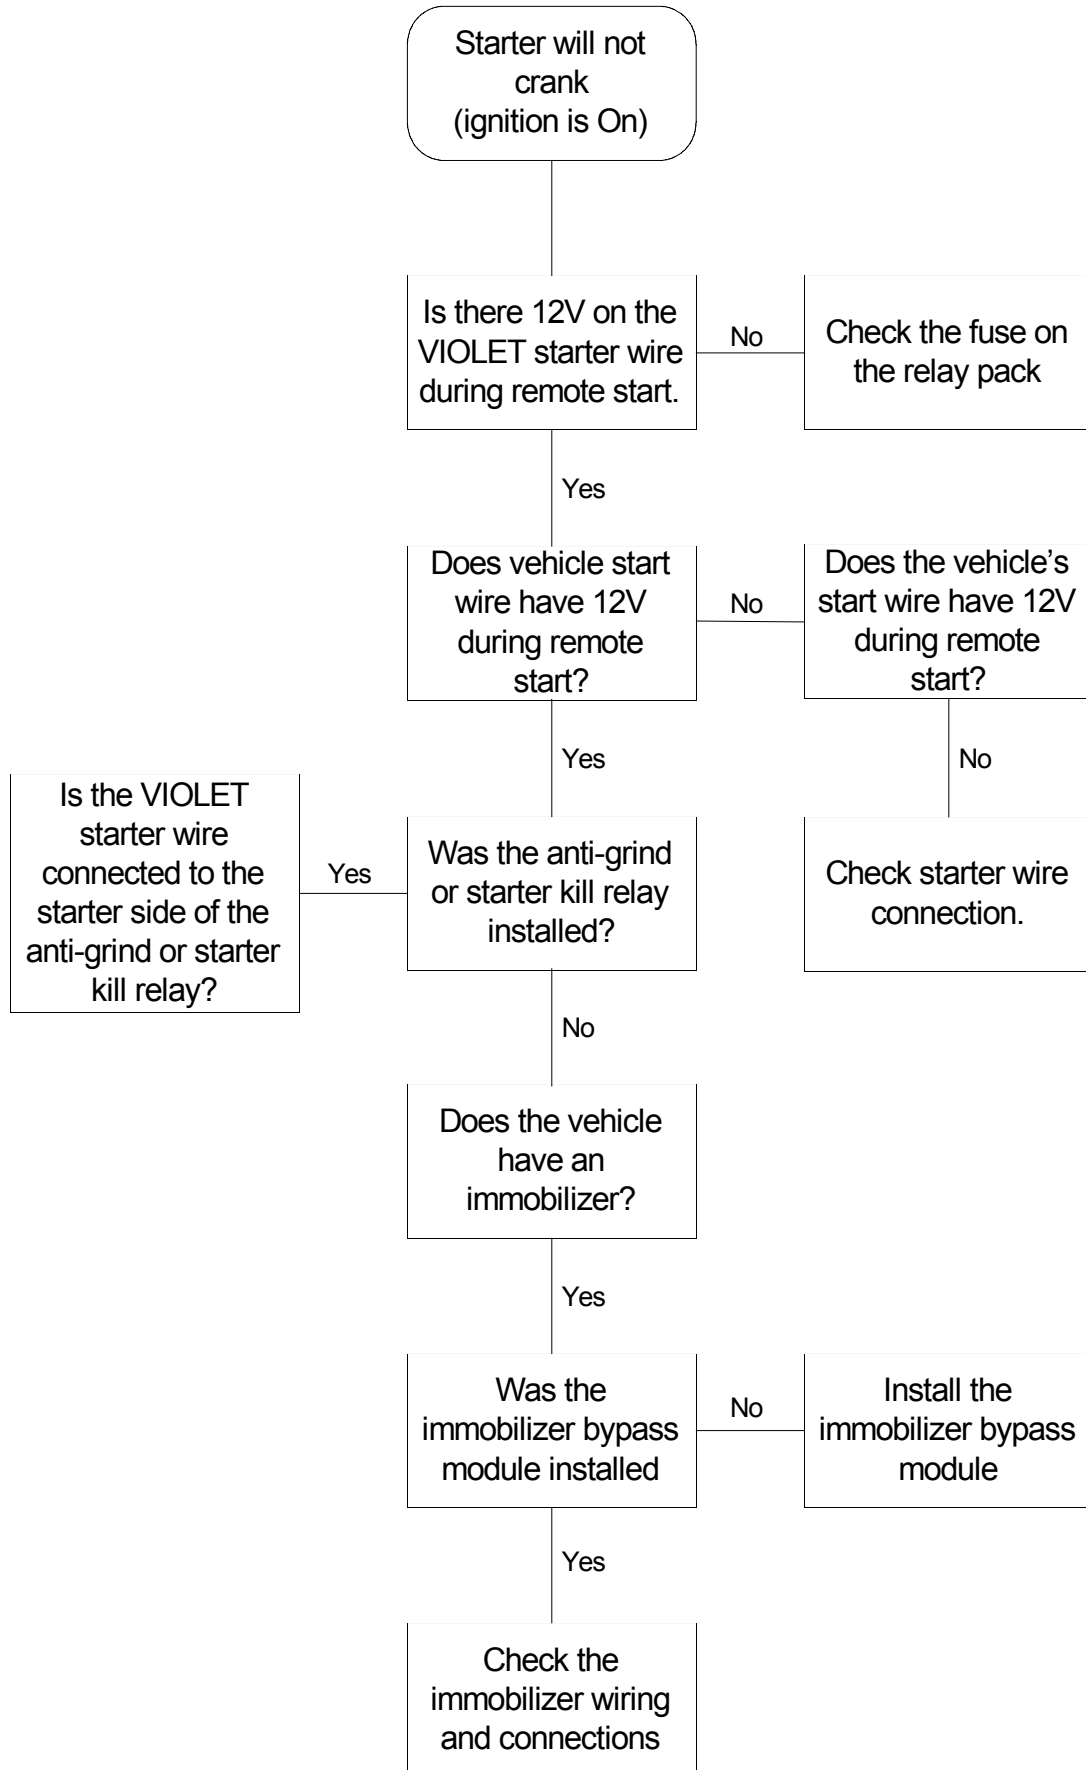 Starter will not
crank
(ignition is On)
Is there 12V on the
VIOLET starter wire
during remote start.
No
Check the fuse on
the relay pack
Yes
Does vehicle start
wire have 12V
during remote
start?
No
Does the vehicle’s
start wire have 12V
during remote
start?
Yes
No
Is the VIOLET
starter wire
connected to the
starter side of the
anti-grind or starter
kill relay?
Yes
Was the anti-grind
or starter kill relay
installed?
Check starter wire
connection.
No
Does the vehicle
have an
immobilizer?
Yes
Was the
immobilizer bypass
module installed
No
Install the
immobilizer bypass
module
Yes
Check the
immobilizer wiring
and connections